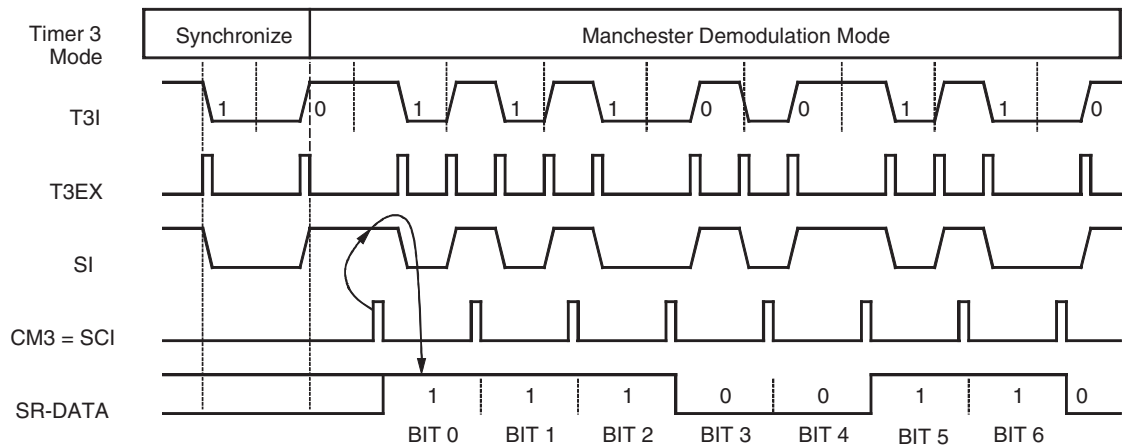 Timer 3
Mode
Synchronize
Manchester Demodulation Mode
T3I
1 0 1 1 1 0 0 0 1 1 0
T3EX
SI
CM3 = SCI
SR-DATA
1 1 1 0 0 1 1 0
BIT 0 BIT 1 BIT 2 BIT 3 BIT 4 BIT 5 BIT 6